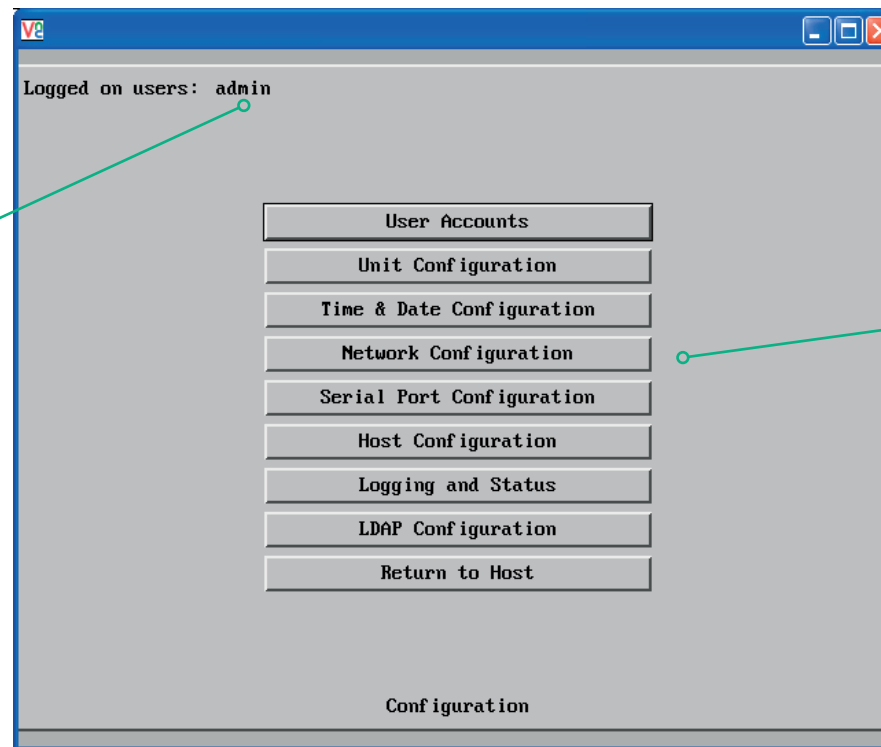 VE
Logged on users: admin
User Accounts
Unit Configuration
Time & Date Configuration
Network Configuration
Serial Port Configuration
Host Configuration
Logging and Status
LDAP Configuration
Return to Host
Configuration